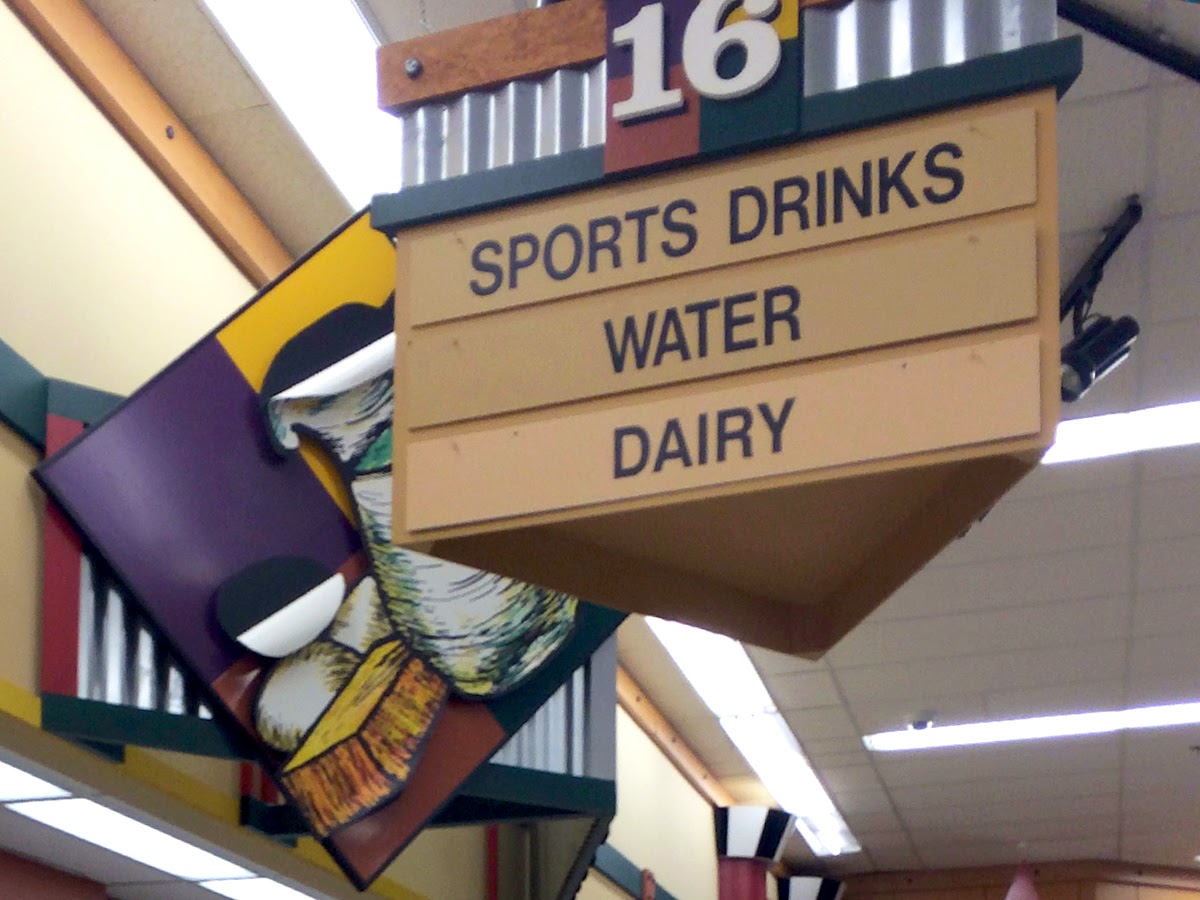 16
SPORTS DRINKS
WATER
DAIRY